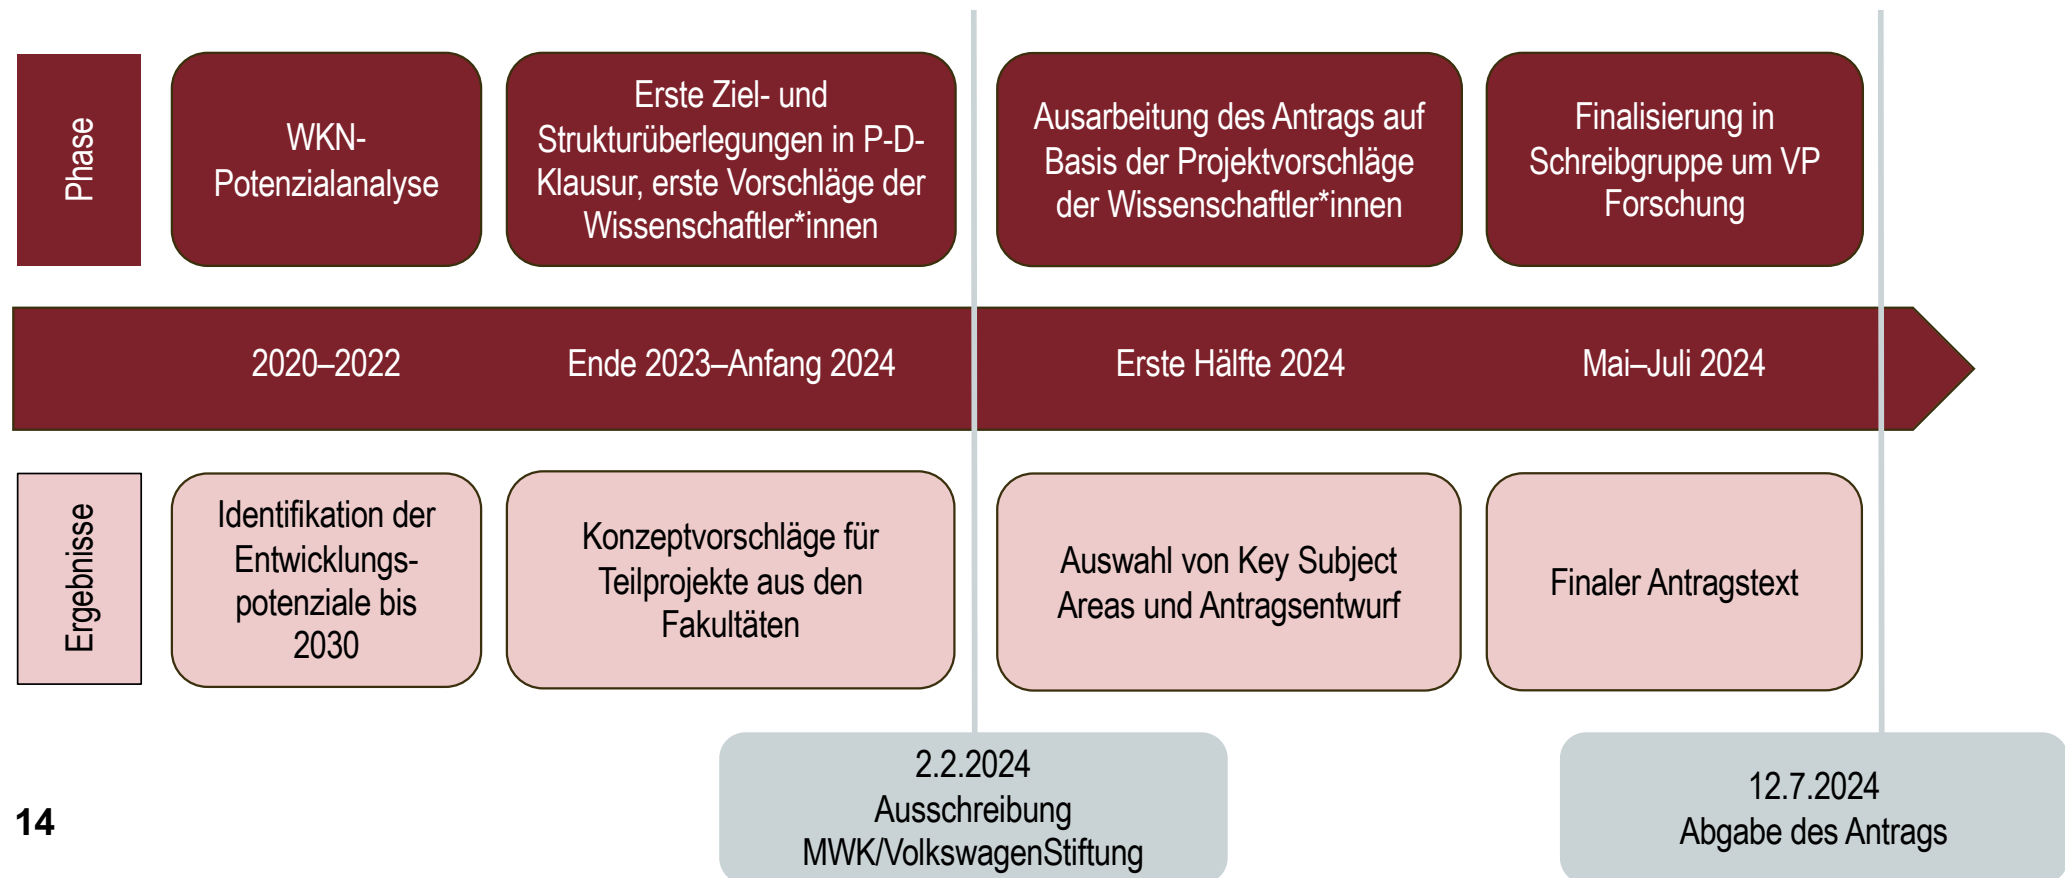 Phase
WKN-
Potenzialanalyse
Erste Ziel- und
Strukturüberlegungen in P-D-
Klausur, erste Vorschläge der
Wissenschaftler*innen
Ausarbeitung des Antrags auf
Basis der Projektvorschläge
der Wissenschaftler*innen
Finalisierung in
Schreibgruppe um VP
Forschung
2020–2022
Ende 2023–Anfang 2024
Erste Hälfte 2024
Mai–Juli 2024
Ergebnisse
Identifikation der
Entwicklungs-
potenziale bis
2030
Konzeptvorschläge für
Teilprojekte aus den
Fakultäten
Auswahl von Key Subject
Areas und Antragsentwurf
Finaler Antragstext
2.2.2024
Ausschreibung
MWK/VolkswagenStiftung
12.7.2024
Abgabe des Antrags
14